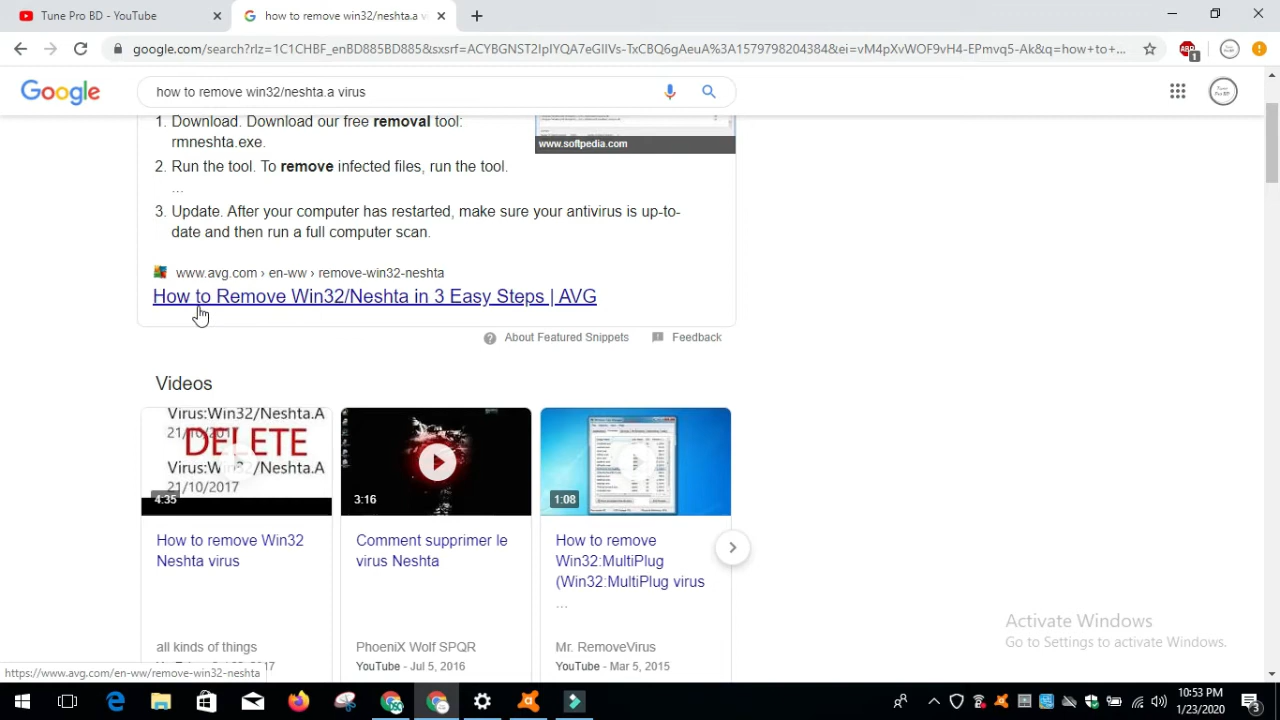 Tune Pro BD - YouTube
how to remove win32/neshta.a v
google.com/search?rlz=1C1CHBF_enBD885BD885&sxsrf=ACYBGNST2IpIYQA7eGlIVs-TxCBQ6gAeuA%3A1579798204384&ei=vM4pXvWOF9vH4-EPmvq5-Ak&q=how+to+...
ABP
1
Google
how to remove win32/neshta.a virus
1. Download. Download our free removal tool:
rmneshta.exe.
www.softpedia.com
2. Run the tool. To remove infected files, run the tool.
...
3. Update. After your computer has restarted, make sure your antivirus is up-to-
date and then run a full computer scan.
www.avg.com › en-ww › remove-win32-neshta
How to Remove Win32/Neshta in 3 Easy Steps | AVG
About Featured Snippets
Feedback
Videos
Virus:Win32/Neshta.A
21/10/2017
DELETE
Virus:Win32/Neshta.A
21/10/2017
4:35
3:16
1:08
How to remove Win32
Neshta virus
Comment supprimer le
virus Neshta
How to remove
Win32:MultiPlug
(Win32:MultiPlug virus
...
all kinds of things
PhoeniX Wolf SPQR
YouTube - Jul 5, 2016
Mr. RemoveVirus
YouTube - Mar 5, 2015
Activate Windows
Go to Settings to activate Windows.
https://www.avg.com/en-ww/remove-win32-neshta
10:53 PM
1/23/2020
3